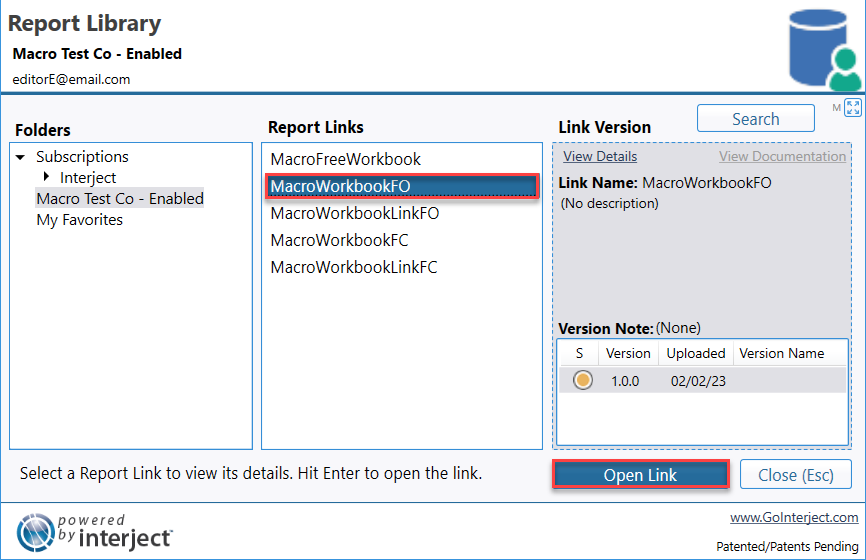 Report Library
Macro Test Co - Enabled
editorE@email.com
M
Search
Folders
Subscriptions
Interject
Macro Test Co - Enabled
My Favorites
Report Links
MacroFreeWorkbook
MacroWorkbookFO
MacroWorkbookLinkFO
MacroWorkbookFC
MacroWorkbookLinkFC
Link Version
View Details View Documentation
Link Name: MacroWorkbookFO
(No description)
Version Note: (None)
S Version Uploaded Version Name
1.0.0 02/02/23
Select a Report Link to view its details. Hit Enter to open the link.
Open Link Close (Esc)
powered
by interject™
www.GoInterject.com
Patented/Patents Pending